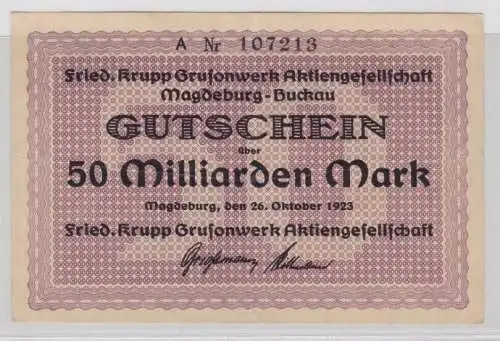 A Nr 107213
Fried. Krupp Grusonwerk Aktiengesellschaft
Magdeburg-Buckau
GUTSCHEIN
über
50 Milliarden Mark
Magdeburg, den 26. Oktober 1923
Fried. Krupp Grusonwerk Aktiengesellschaft